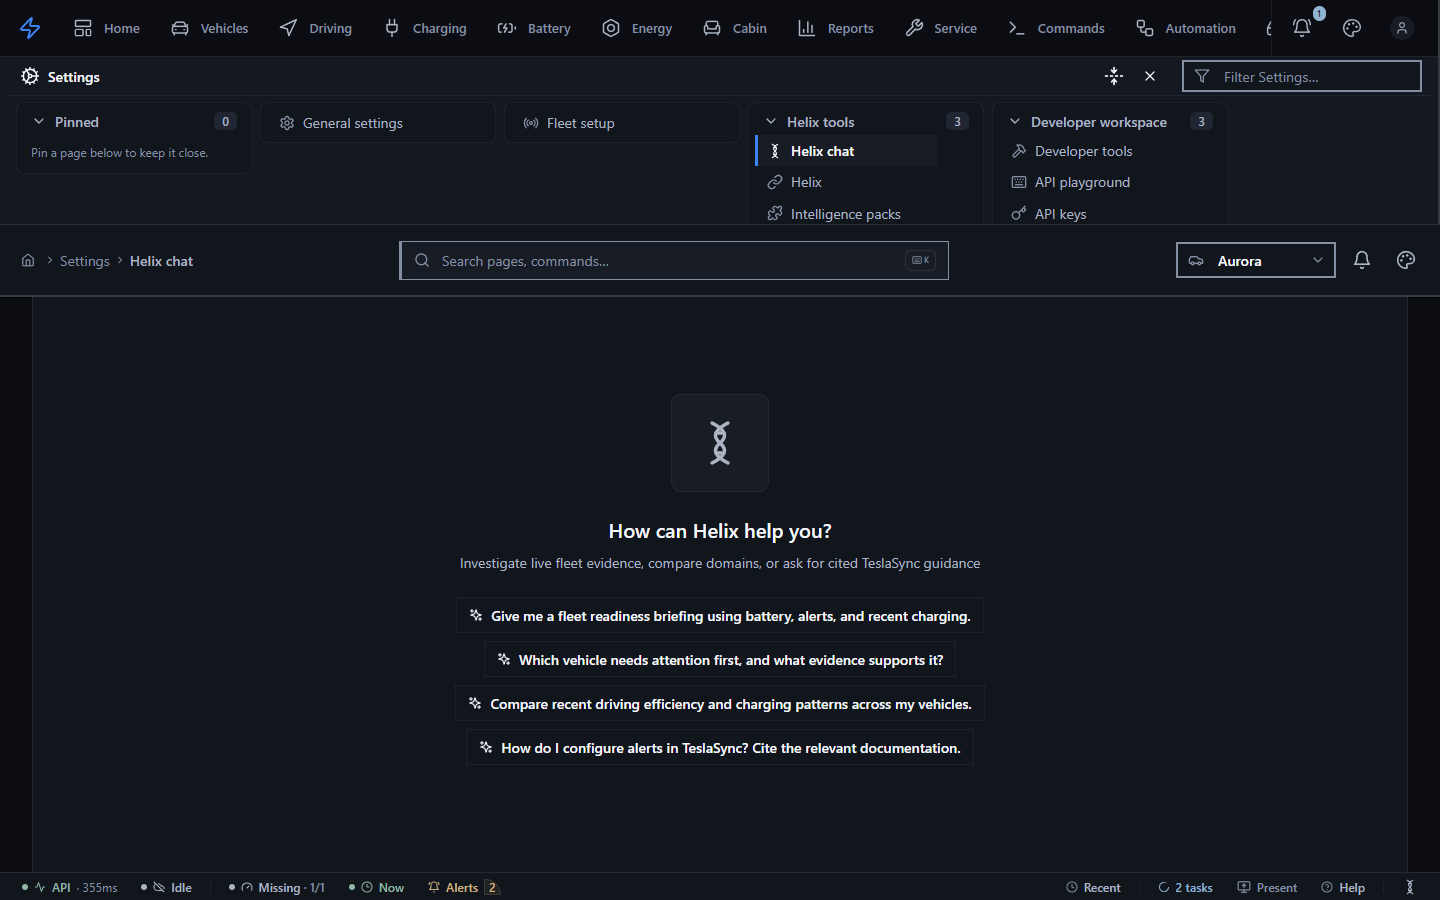 Home Vehicles Driving Charging Battery Energy Cabin Reports Service Commands Automation 1
Settings
Filter Settings...
Pinned 0
Pin a page below to keep it close.
General settings
Fleet setup
Helix tools 3
Helix chat
Helix
Intelligence packs
Developer workspace 3
Developer tools
API playground
API keys
Settings Helix chat
Search pages, commands...
K
Aurora
How can Helix help you?
Investigate live fleet evidence, compare domains, or ask for cited TeslaSync guidance
Give me a fleet readiness briefing using battery, alerts, and recent charging.
Which vehicle needs attention first, and what evidence supports it?
Compare recent driving efficiency and charging patterns across my vehicles.
How do I configure alerts in TeslaSync? Cite the relevant documentation.
API · 355ms Idle Missing · 1/1 Now Alerts 2 Recent 2 tasks Present Help